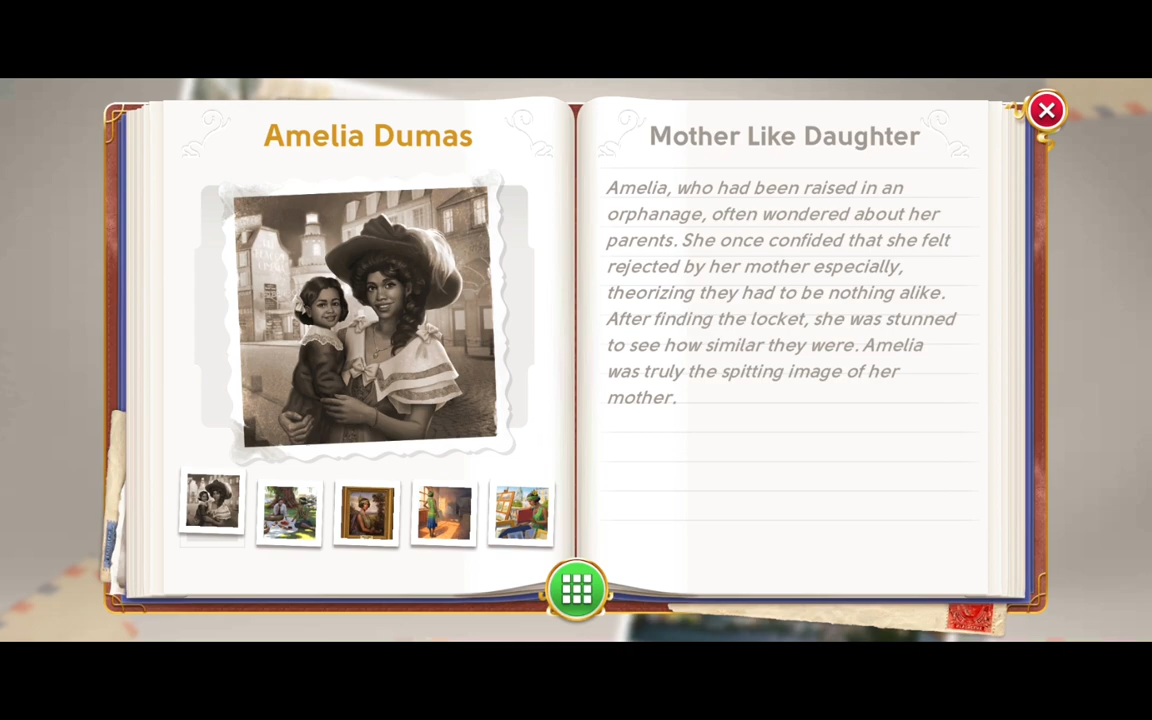 Amelia Dumas
Mother Like Daughter
Amelia, who had been raised in an
orphanage, often wondered about her
parents. She once confided that she felt
rejected by her mother especially,
theorizing they had to be nothing alike.
After finding the locket, she was stunned
to see how similar they were. Amelia
was truly the spitting image of her
mother.